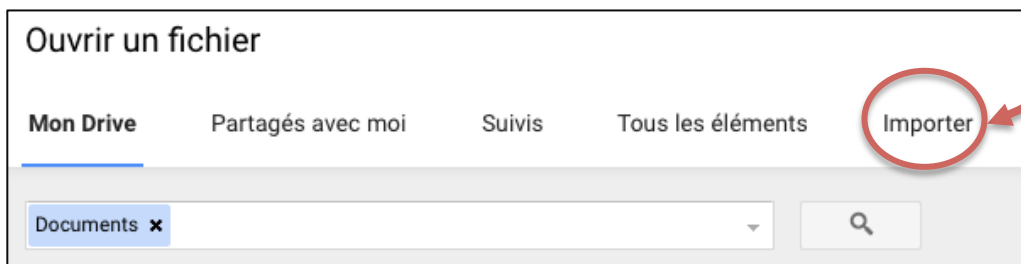 Ouvrir un fichier
Mon Drive Partagés avec moi Suivis Tous les éléments Importer
Documents ×